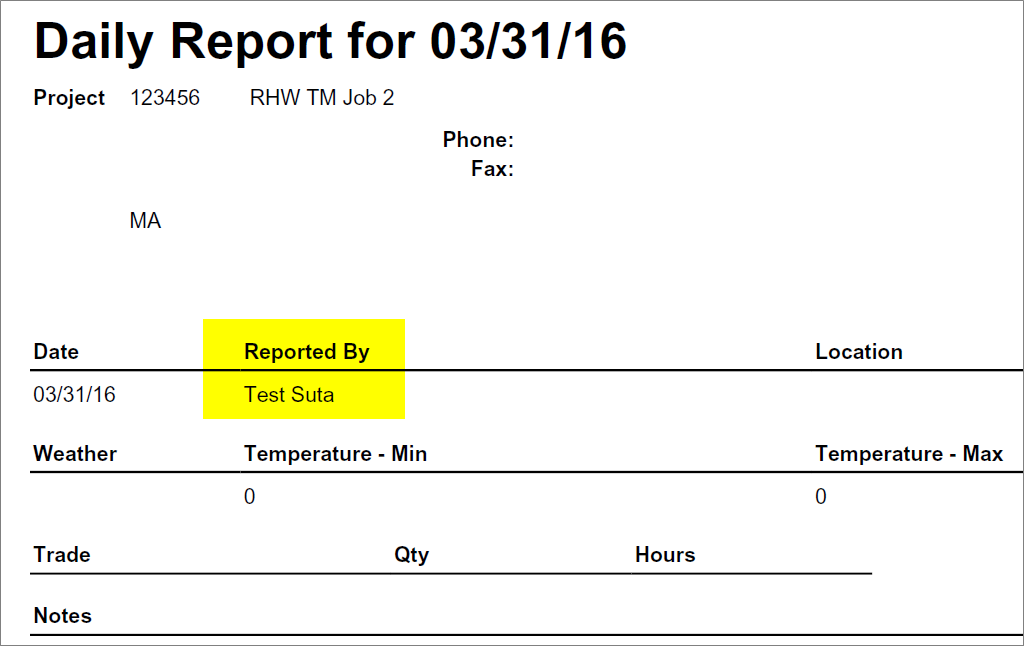 Daily Report for 03/31/16
Project 123456 RHW TM Job 2
Phone:
Fax:
MA
Date Reported By Location
03/31/16 Test Suta
Weather Temperature - Min Temperature - Max
0 0
Trade Qty Hours
Notes